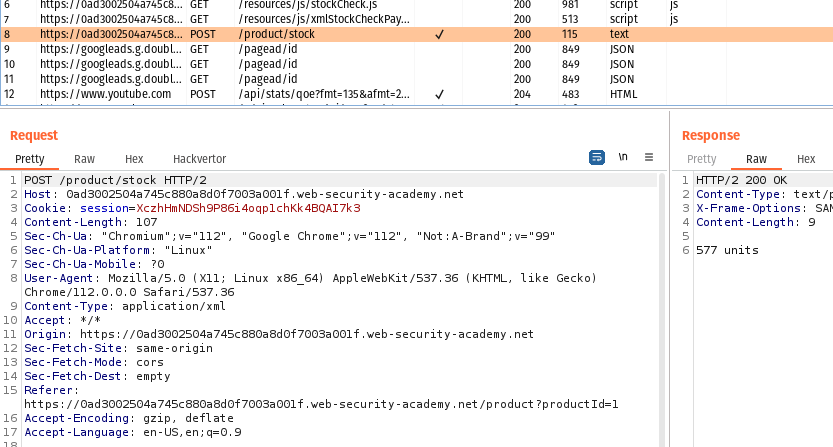 6 https://0ad3002504a745c8... GET /resources/js/stockCheck.js 200 981 script js
7 https://0ad3002504a745c8... GET /resources/js/xmlStockCheckPay... 200 513 script js
8 https://0ad3002504a745c8... POST /product/stock ✓ 200 115 text
9 https://googleads.g.doubl... GET /pagead/id 200 849 JSON
10 https://googleads.g.doubl... GET /pagead/id 200 849 JSON
11 https://googleads.g.doubl... GET /pagead/id 200 849 JSON
12 https://www.youtube.com POST /api/stats/qoe?fmt=135&afmt=2... ✓ 204 483 HTML
Request
Pretty Raw Hex Hackvertor \n
1 POST /product/stock HTTP/2
2 Host: 0ad3002504a745c880a8d0f7003a001f.web-security-academy.net
3 Cookie: session=XczhHmNDSh9P86i4oqp1chKk4BQAI7k3
4 Content-Length: 107
5 Sec-Ch-Ua: "Chromium";v="112", "Google Chrome";v="112", "Not:A-Brand";v="99"
6 Sec-Ch-Ua-Platform: "Linux"
7 Sec-Ch-Ua-Mobile: ?0
8 User-Agent: Mozilla/5.0 (X11; Linux x86_64) AppleWebKit/537.36 (KHTML, like Gecko)
Chrome/112.0.0.0 Safari/537.36
9 Content-Type: application/xml
10 Accept: */*
11 Origin: https://0ad3002504a745c880a8d0f7003a001f.web-security-academy.net
12 Sec-Fetch-Site: same-origin
13 Sec-Fetch-Mode: cors
14 Sec-Fetch-Dest: empty
15 Referer:
https://0ad3002504a745c880a8d0f7003a001f.web-security-academy.net/product?productId=1
16 Accept-Encoding: gzip, deflate
17 Accept-Language: en-US,en;q=0.9
18
Response
Pretty Raw Hex
1 HTTP/2 200 OK
2 Content-Type: text/p
3 X-Frame-Options: SAM
4 Content-Length: 9
5
6 577 units